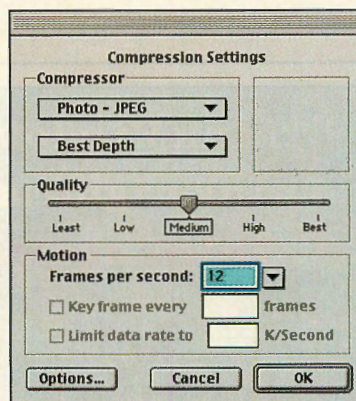 Compression Settings
Compressor
Photo - JPEG
Best Depth
Quality
Least Low Medium High Best
Motion
Frames per second: 12
Key frame every frames
Limit data rate to K/Second
Options... Cancel OK